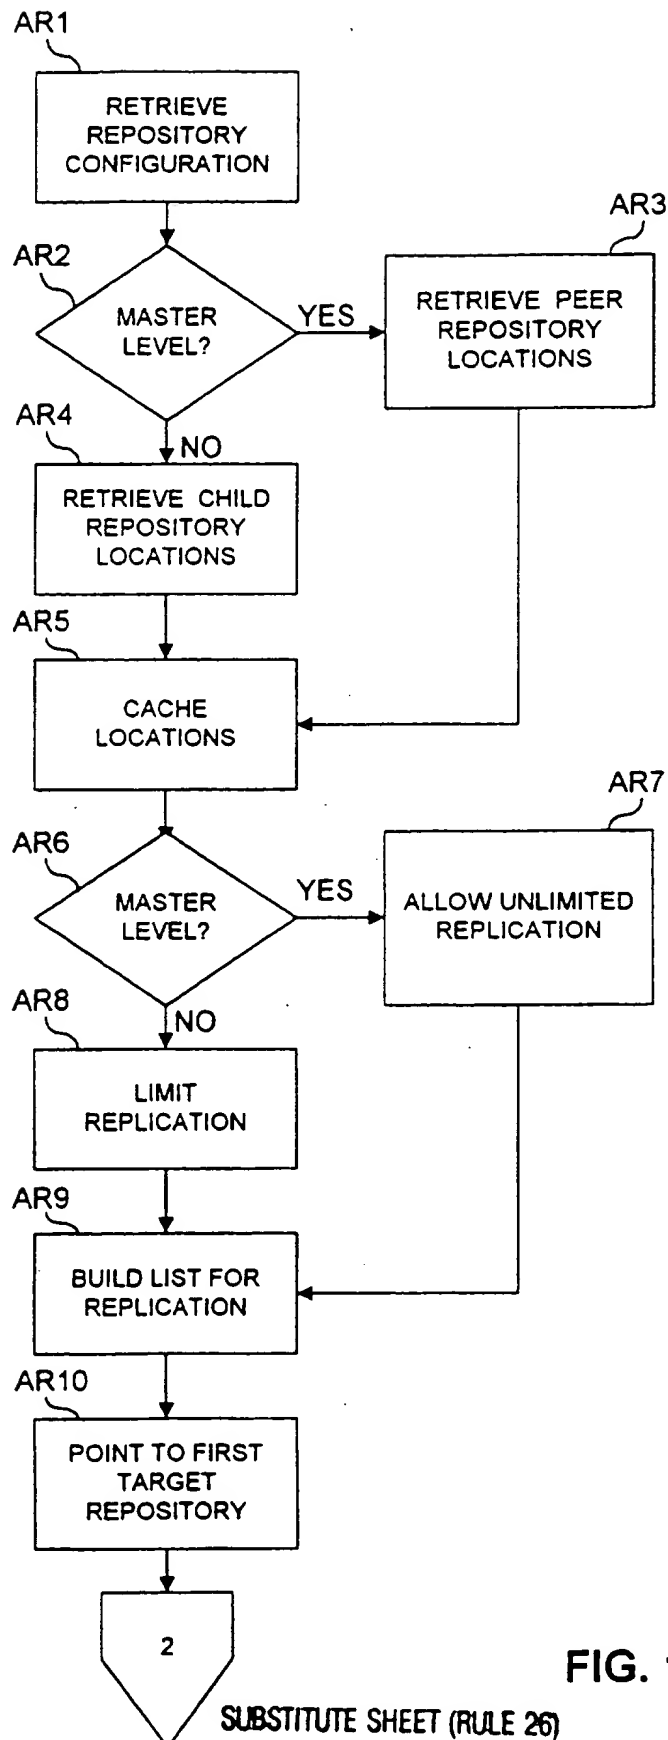 AR1
RETRIEVE
REPOSITORY
CONFIGURATION
AR2
MASTER
LEVEL?
YES
AR3
RETRIEVE PEER
REPOSITORY
LOCATIONS
AR4
NO
RETRIEVE CHILD
REPOSITORY
LOCATIONS
AR5
CACHE
LOCATIONS
AR6
MASTER
LEVEL?
YES
AR7
ALLOW UNLIMITED
REPLICATION
AR8
NO
LIMIT
REPLICATION
AR9
BUILD LIST FOR
REPLICATION
AR10
POINT TO FIRST
TARGET
REPOSITORY
2
FIG.
SUBSTITUTE SHEET (RULE 26)